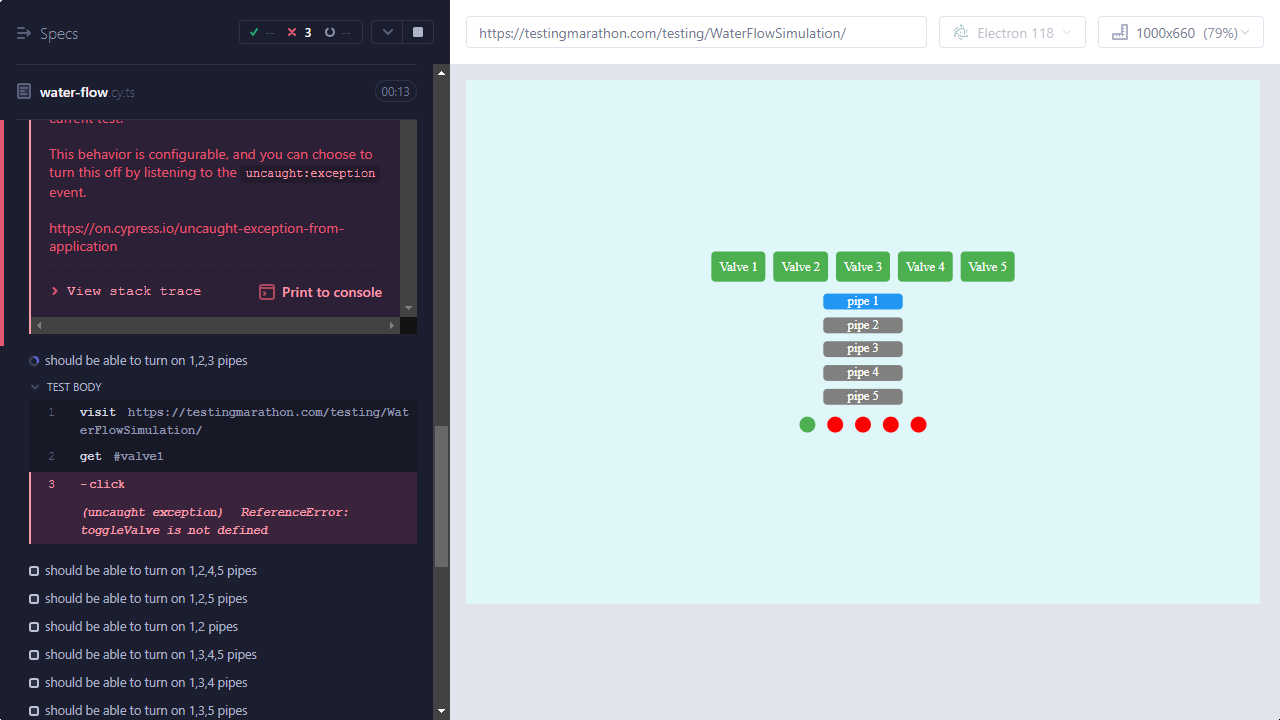 Specs
--
3
--
water-flow.cy.ts
00:13
current test.
This behavior is configurable, and you can choose to
turn this off by listening to the uncaught:exception
event.
https://on.cypress.io/uncaught-exception-from-
application
View stack trace
Print to console
should be able to turn on 1,2,3 pipes
TEST BODY
1 visit https://testingmarathon.com/testing/Wat
erFlowSimulation/
2 get #valve1
3 -click
(uncaught exception) ReferenceError:
toggleValve is not defined
should be able to turn on 1,2,4,5 pipes
should be able to turn on 1,2,5 pipes
should be able to turn on 1,2 pipes
should be able to turn on 1,3,4,5 pipes
should be able to turn on 1,3,4 pipes
should be able to turn on 1,3,5 pipes
https://testingmarathon.com/testing/WaterFlowSimulation/
Electron 118
1000x660 (79%)
Valve 1 Valve 2 Valve 3 Valve 4 Valve 5
pipe 1
pipe 2
pipe 3
pipe 4
pipe 5